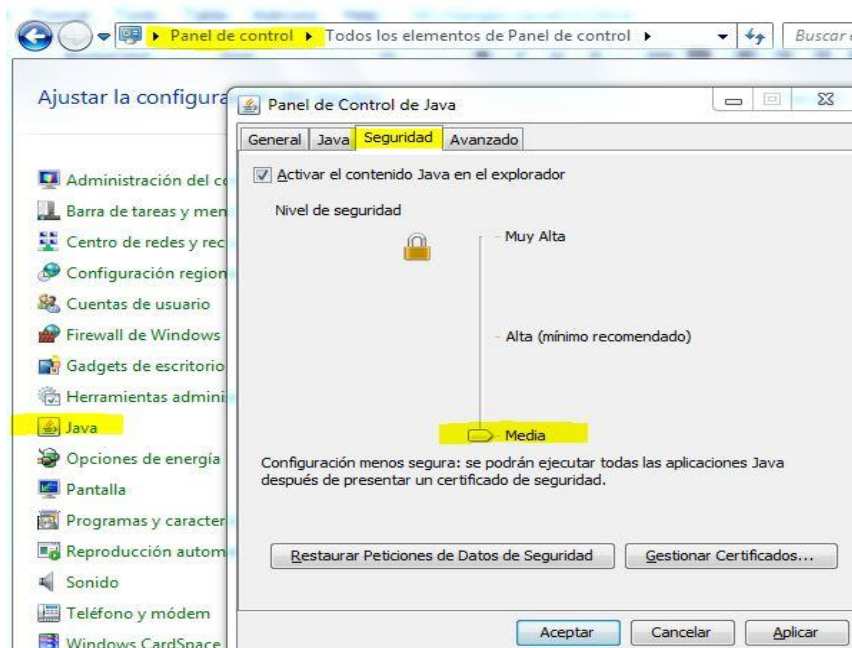 Panel de control ▸ Todos los elementos de Panel de control ▸
Buscar
Ajustar la configura
Administración del
Barra de tareas y men
Centro de redes y rec
Configuración region
Cuentas de usuario
Firewall de Windows
Gadgets de escritorio
Herramientas admini
Java
Opciones de energía
Pantalla
Programas y caracter
Reproducción autom
Sonido
Teléfono y módem
Windows CardSpace
Panel de Control de Java
General Java Seguridad Avanzado
Activar el contenido Java en el explorador
Nivel de seguridad
Muy Alta
Alta (mínimo recomendado)
Media
Configuración menos segura: se podrán ejecutar todas las aplicaciones Java
después de presentar un certificado de seguridad.
Restaurar Peticiones de Datos de Seguridad Gestionar Certificados...
Aceptar Cancelar Aplicar